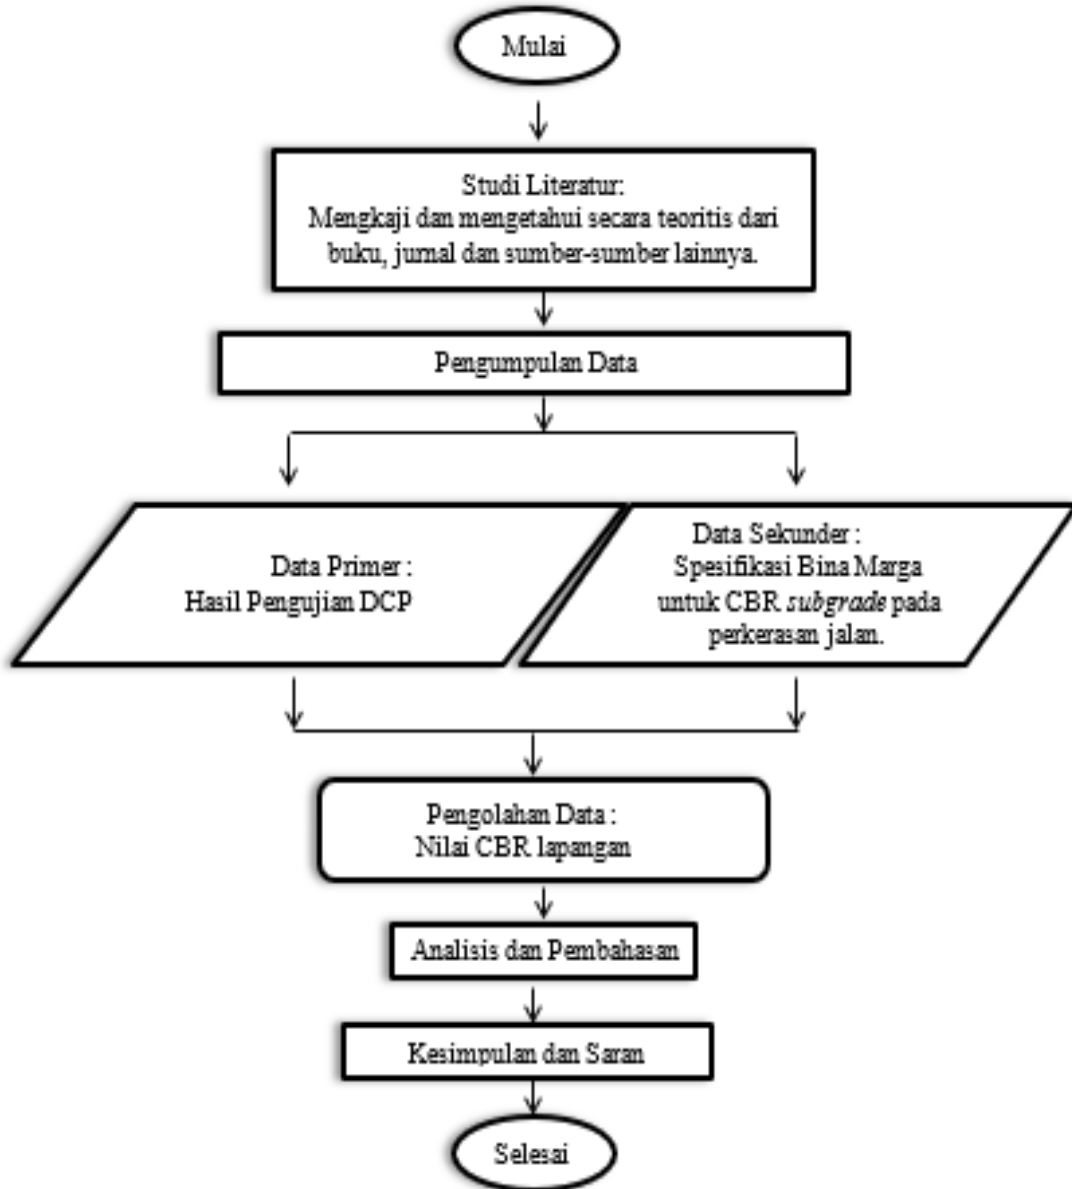 Mulai
Studi Literatur:
Mengkaji dan mengetahui secara teoritis dari
buku, jurnal dan sumber-sumber lainnya.
Pengumpulan Data
Data Primer :
Hasil Pengujian DCP
Data Sekunder :
Spesifikasi Bina Marga
untuk CBR subgrade pada
perkerasan jalan.
Pengolahan Data :
Nilai CBR lapangan
Analisis dan Pembahasan
Kesimpulan dan Saran
Selesai